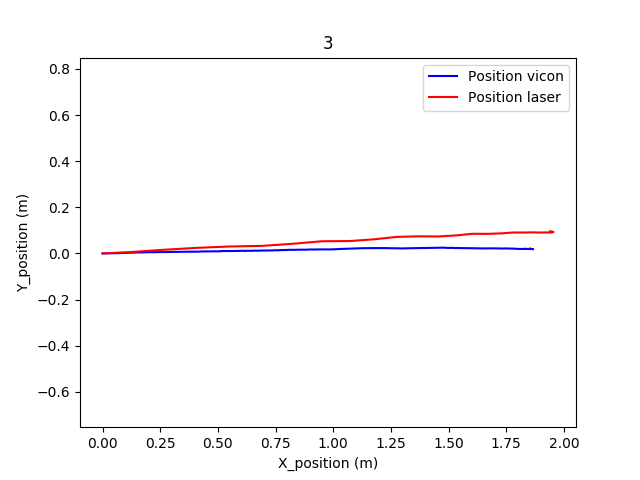 3
Position vicon
Position laser
0.8
0.6
0.4
0.2
0.0
−0.2
−0.4
−0.6
Y_position (m)
0.00 0.25 0.50 0.75 1.00 1.25 1.50 1.75 2.00
X_position (m)